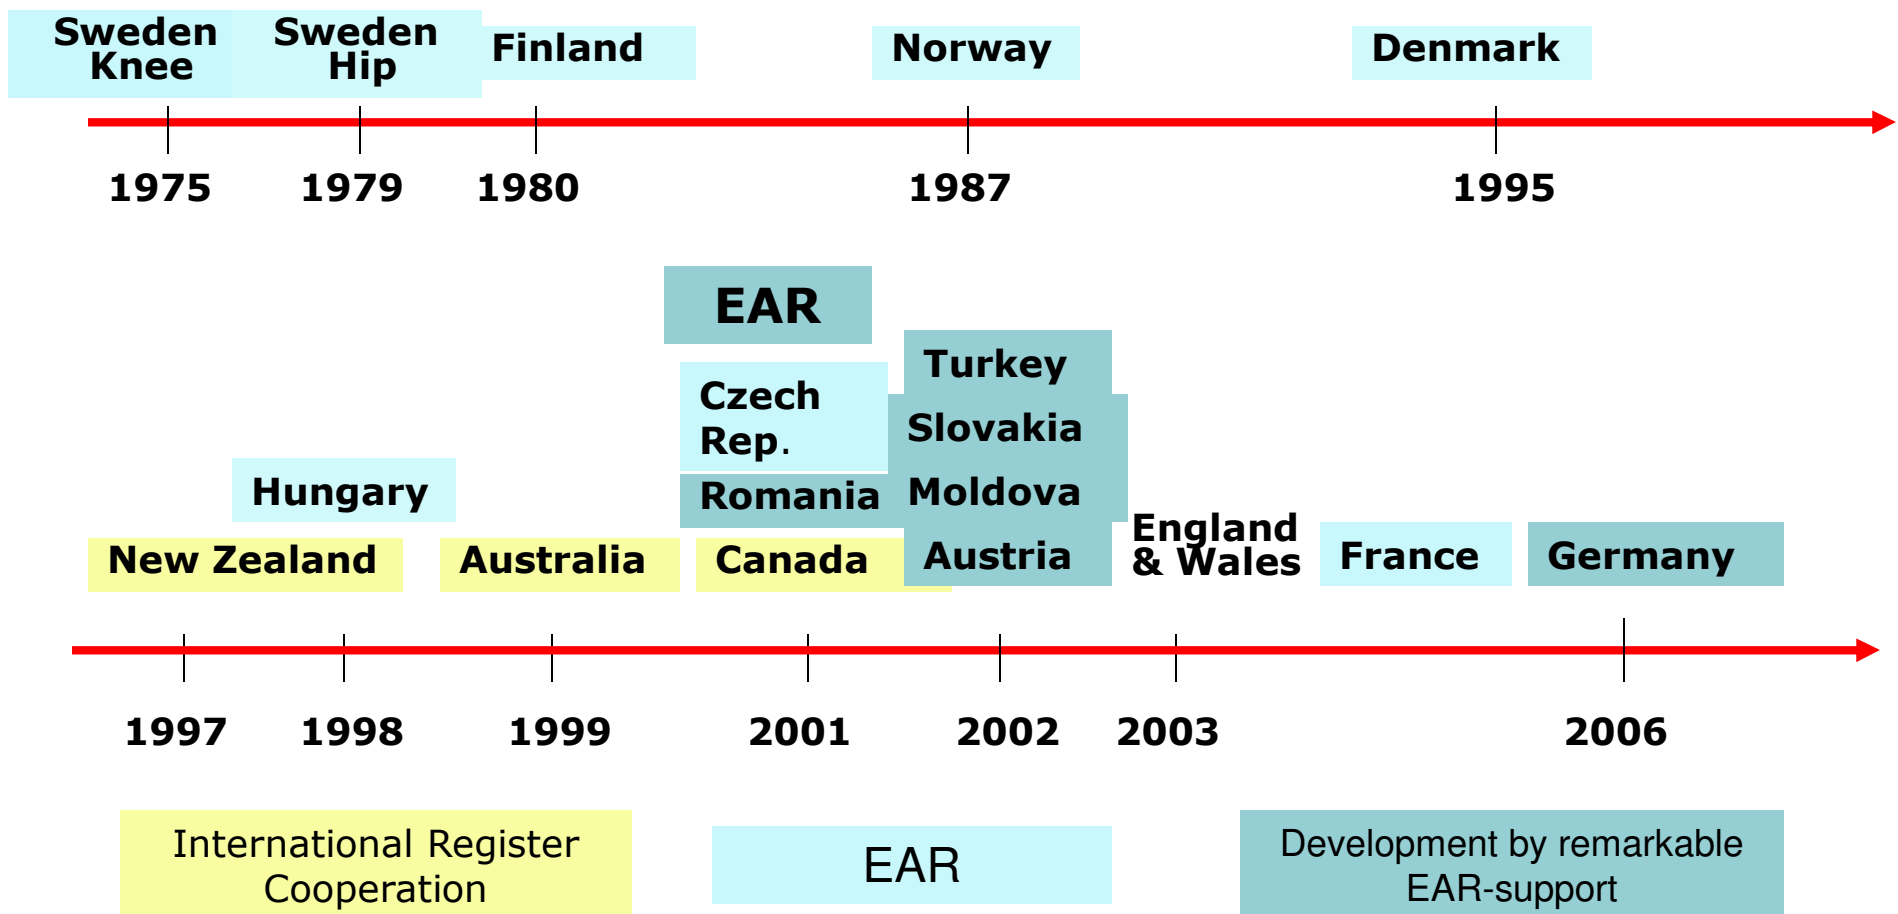 Sweden
Knee
Sweden
Hip
Finland
Norway
Denmark
1975
1979
1980
1987
1995
EAR
Turkey
Czech
Rep.
Slovakia
Hungary
Romania
Moldova
New Zealand
Australia
Canada
Austria
England
& Wales
France
Germany
1997
1998
1999
2001
2002
2003
2006
International Register
Cooperation
EAR
Development by remarkable
EAR-support